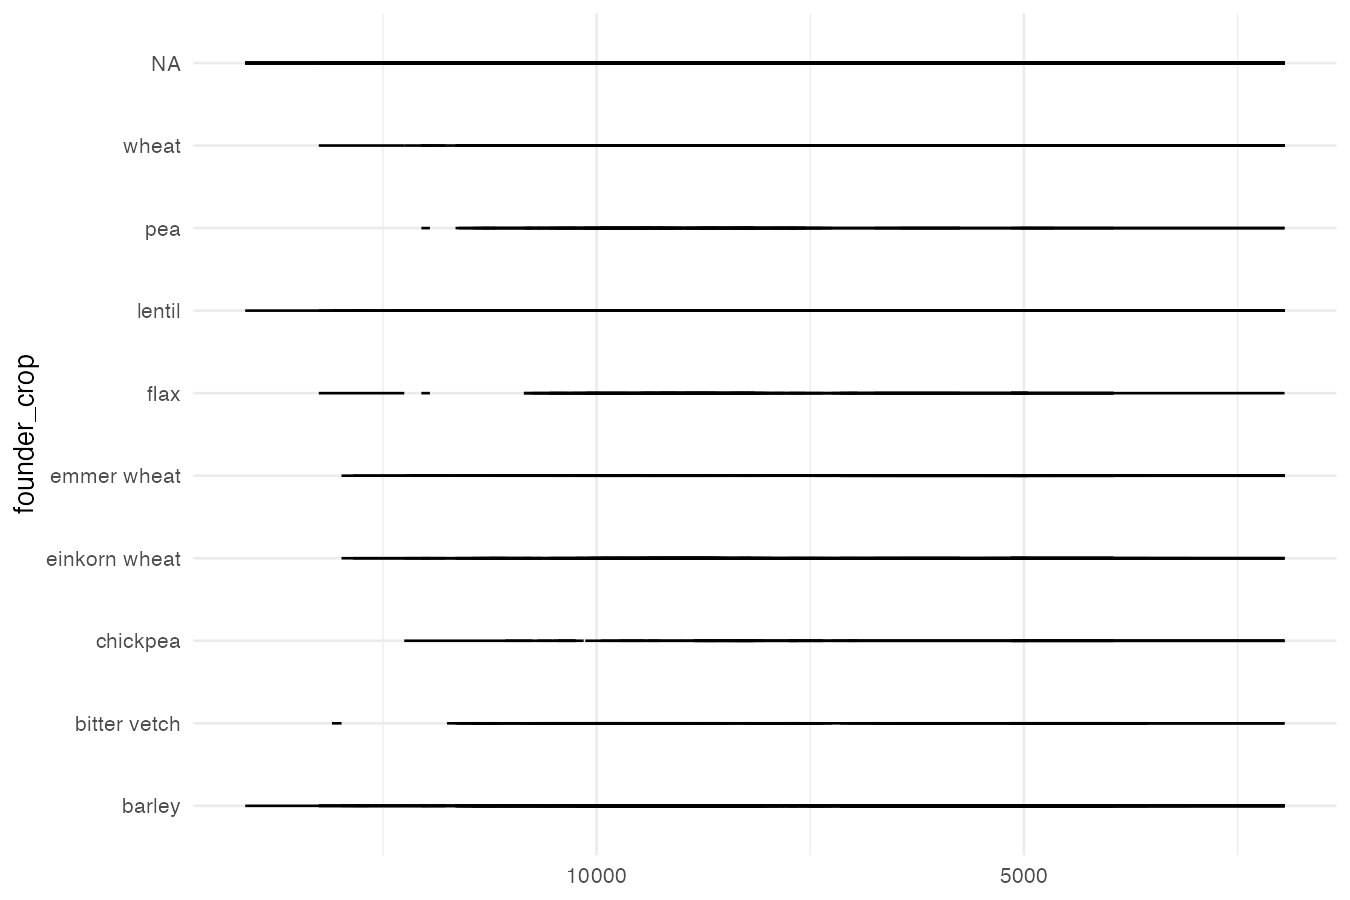 founder_crop
NA
wheat
pea
lentil
flax
emmer wheat
einkorn wheat
chickpea
bitter vetch
barley
10000
5000